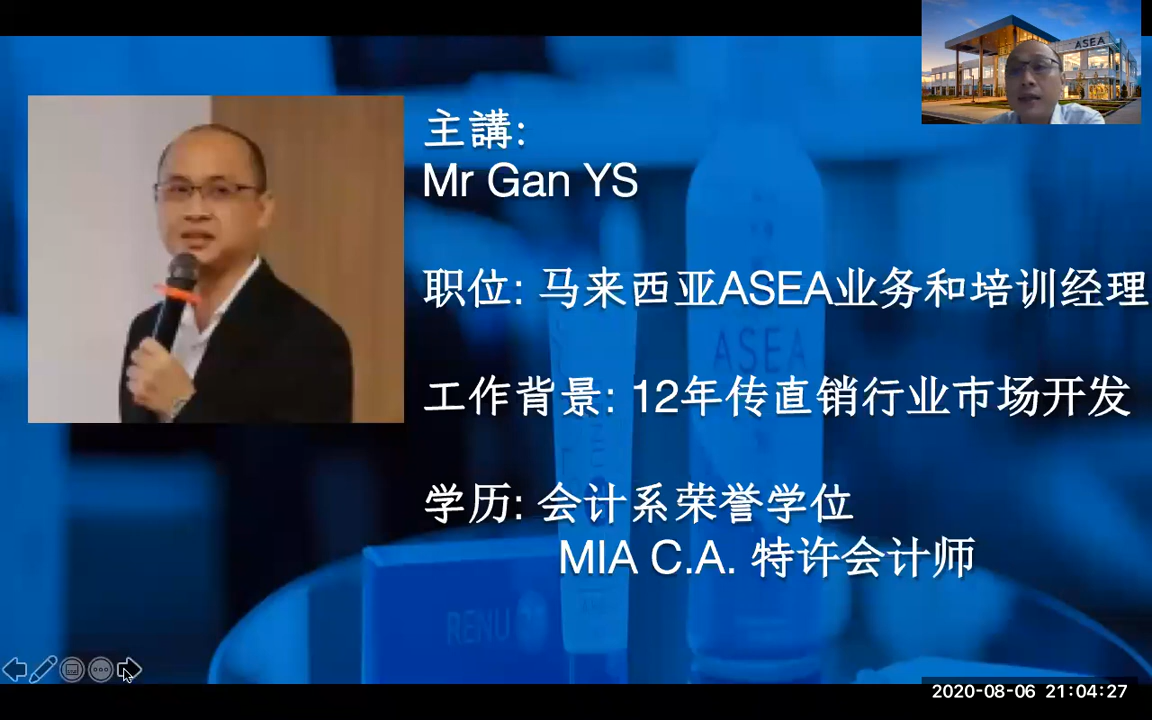 ASEA
主講:
Mr Gan YS
职位: 马来西亚ASEA业务和培训经理
ASEA
工作背景: 12年传直销行业市场开发
学历: 会计系荣誉学位
MIA C.A. 特许会计师
RENU
2020-08-06 21:04:27